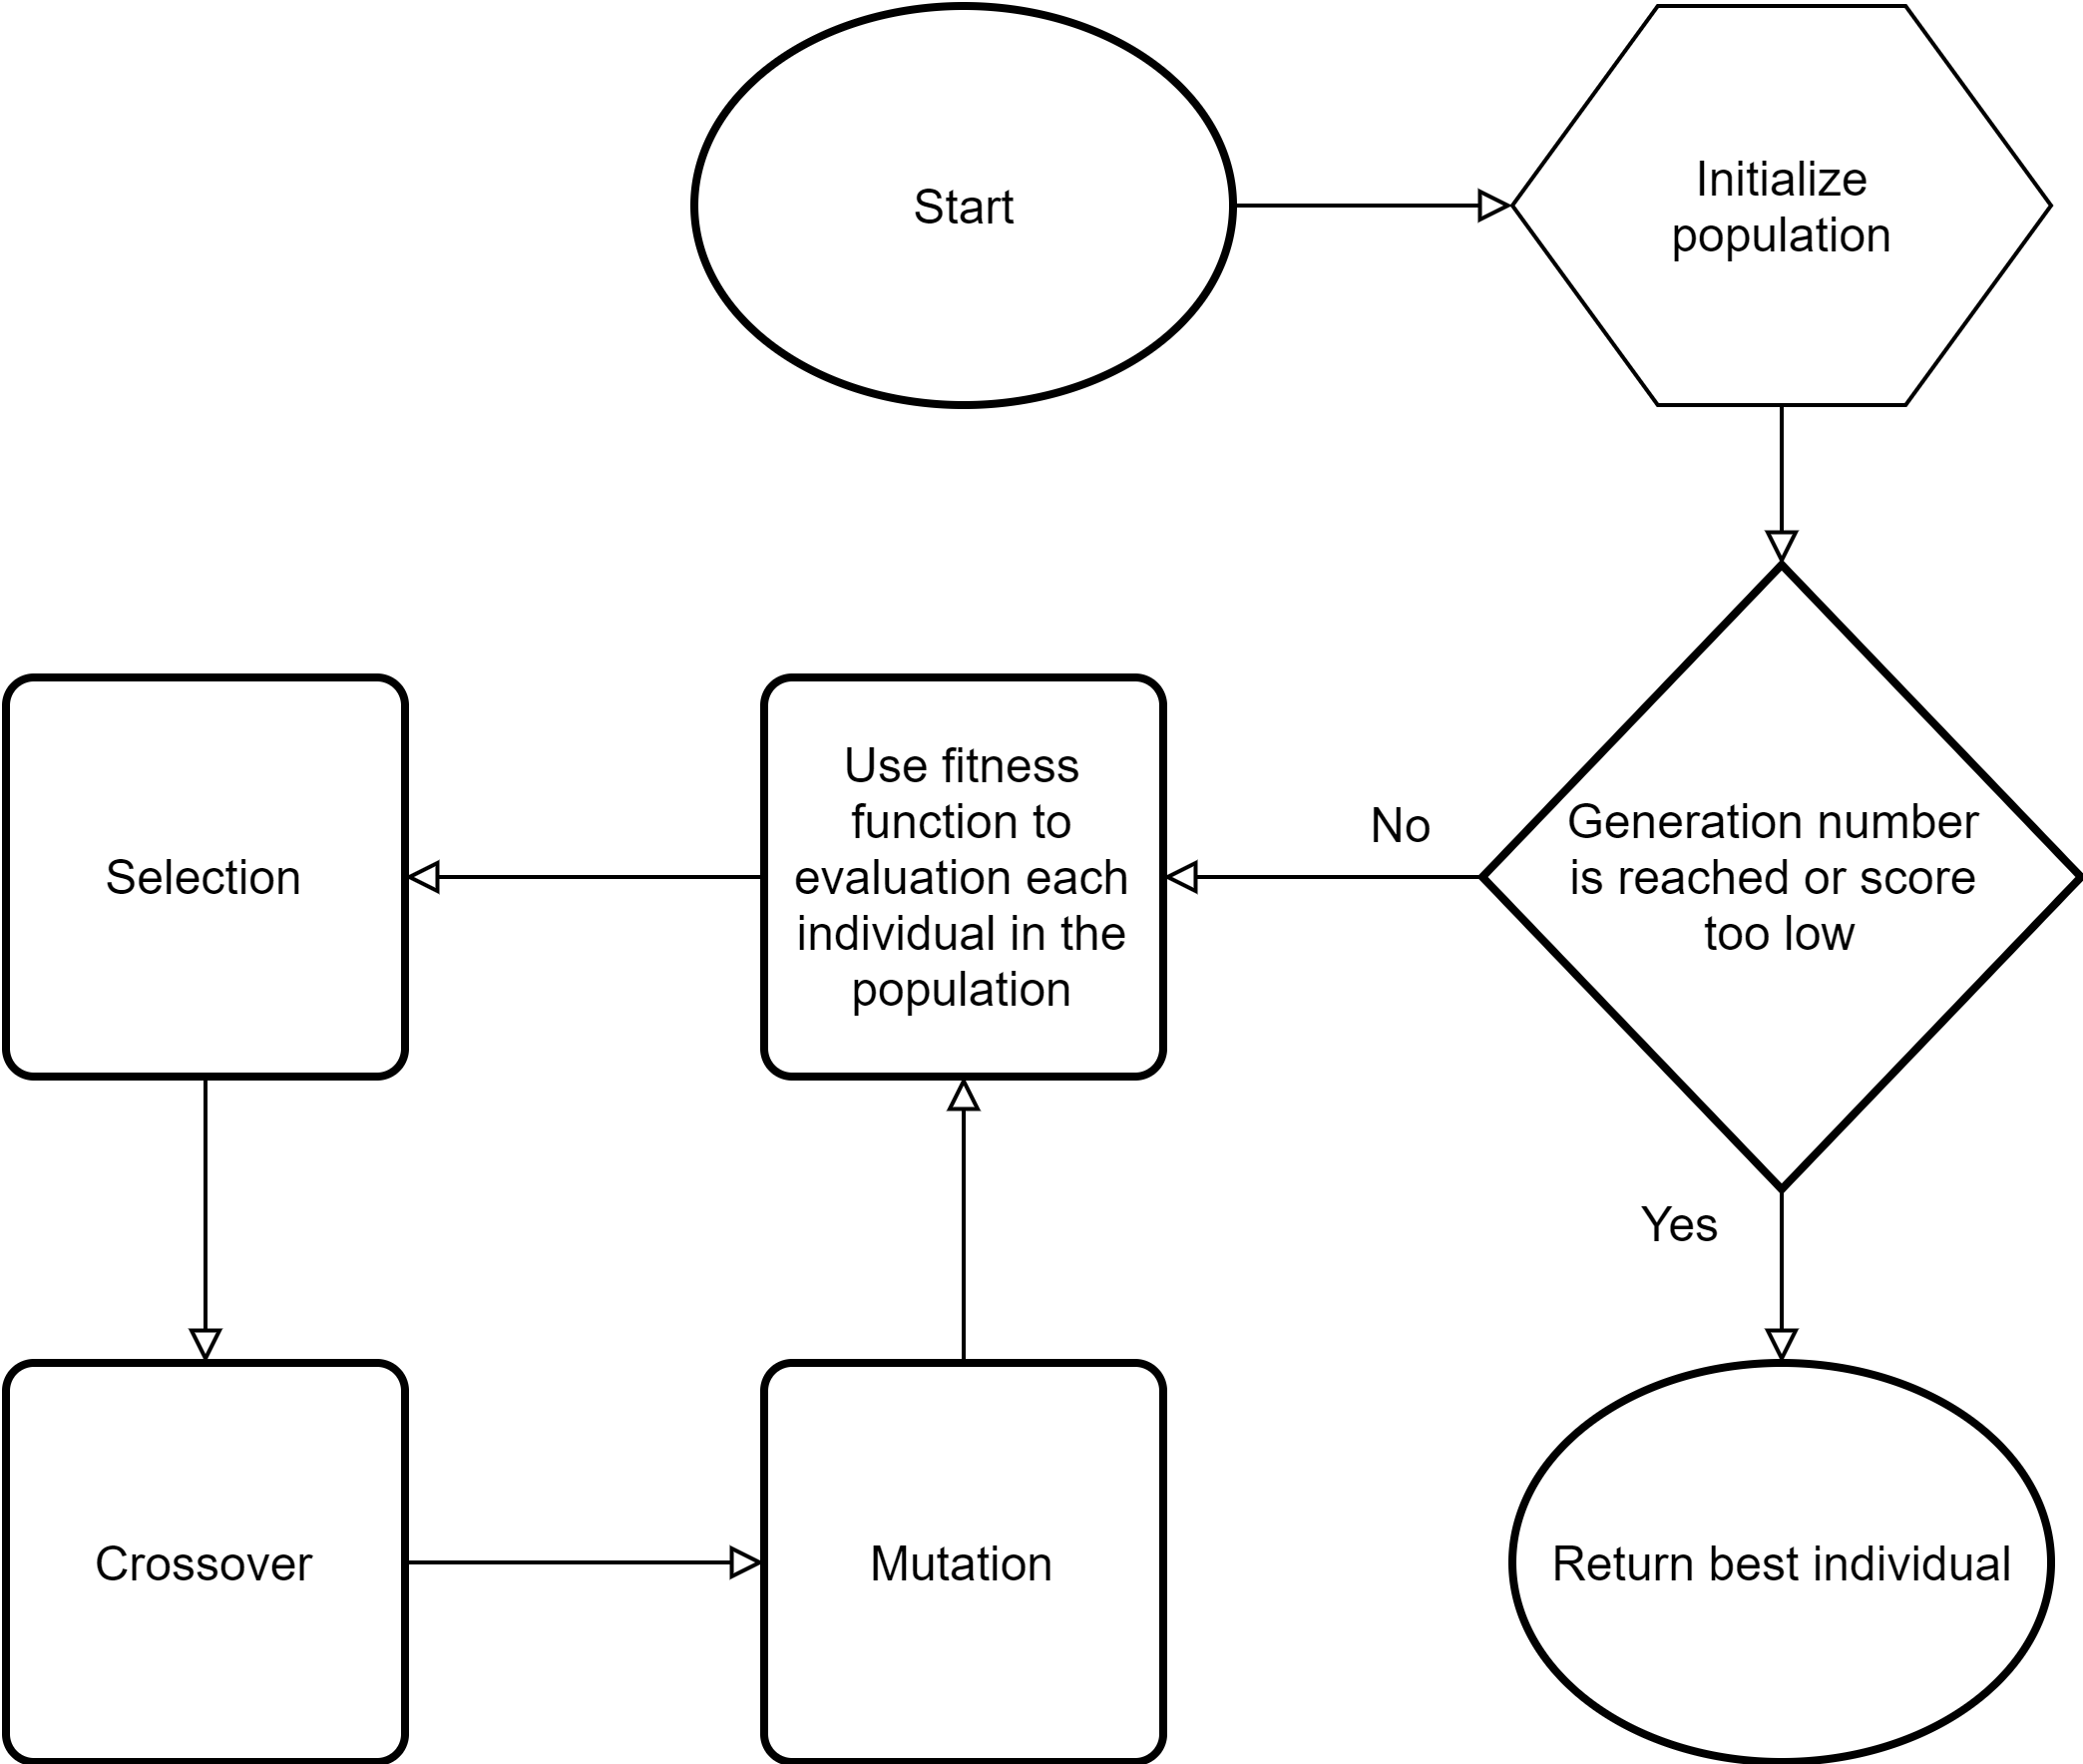 Start
Initialize
population
Generation number
is reached or score
too low
No
Use fitness
function to
evaluation each
individual in the
population
Selection
Yes
Crossover
Mutation
Return best individual